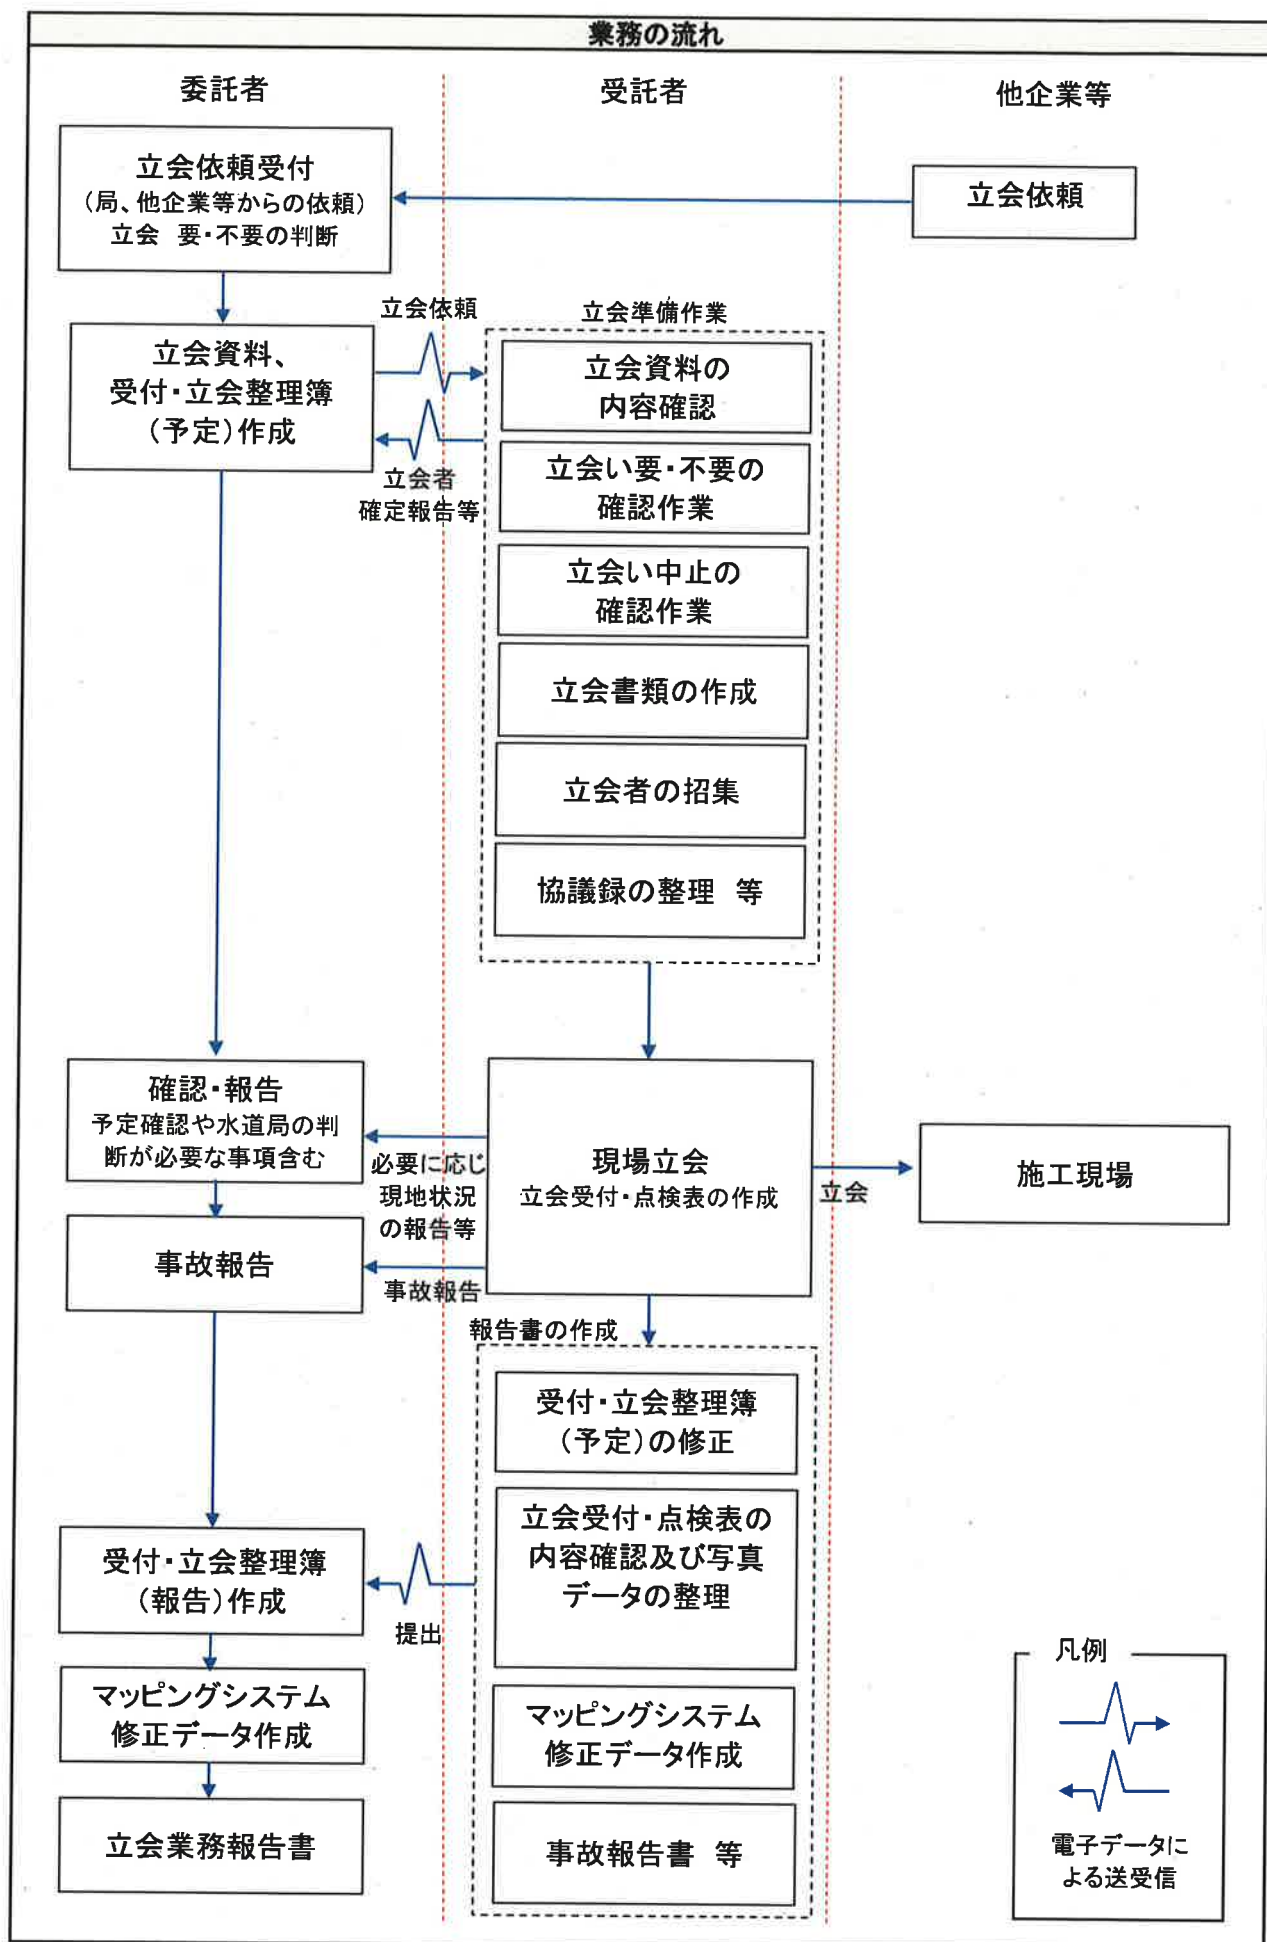 業務の流れ
委託者
受託者
他企業等
立会依頼受付
(局、他企業等からの依頼)
立会 要・不要の判断
立会依頼
立会資料、
受付・立会整理簿
(予定)作成
立会依頼
立会者
確定報告等
立会準備作業
立会資料の
内容確認
立会い要・不要の
確認作業
立会い中止の
確認作業
立会書類の作成
立会者の招集
協議録の整理 等
確認・報告
予定確認や水道局の判
断が必要な事項含む
必要に応じ
現地状況
の報告等
現場立会
立会受付・点検表の作成
立会
施工現場
事故報告
事故報告
報告書の作成
受付・立会整理簿
(予定)の修正
立会受付・点検表の
内容確認及び写真
データの整理
受付・立会整理簿
(報告)作成
提出
マッピングシステム
修正データ作成
マッピングシステム
修正データ作成
立会業務報告書
事故報告書 等
凡例
電子データに
よる送受信